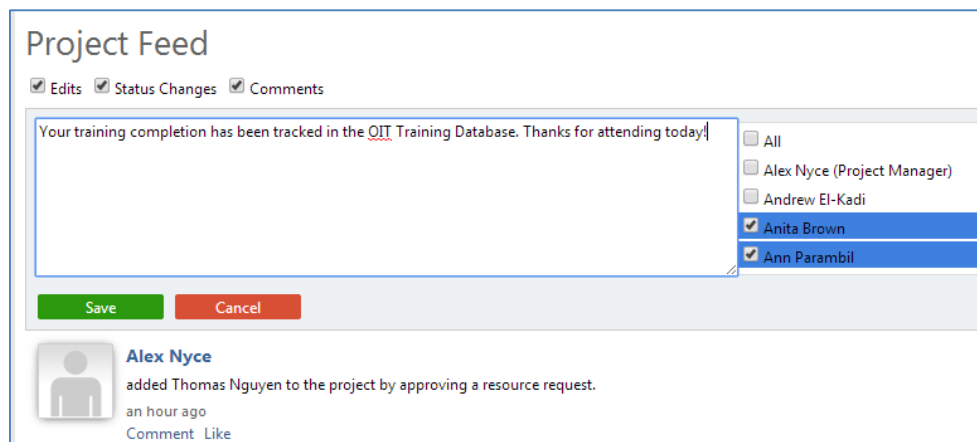 Project Feed
Edits Status Changes Comments
Your training completion has been tracked in the OIT Training Database. Thanks for attending today!
All
Alex Nyce (Project Manager)
Andrew El-Kadi
Anita Brown
Ann Parambil
Save Cancel
Alex Nyce
added Thomas Nguyen to the project by approving a resource request.
an hour ago
Comment Like